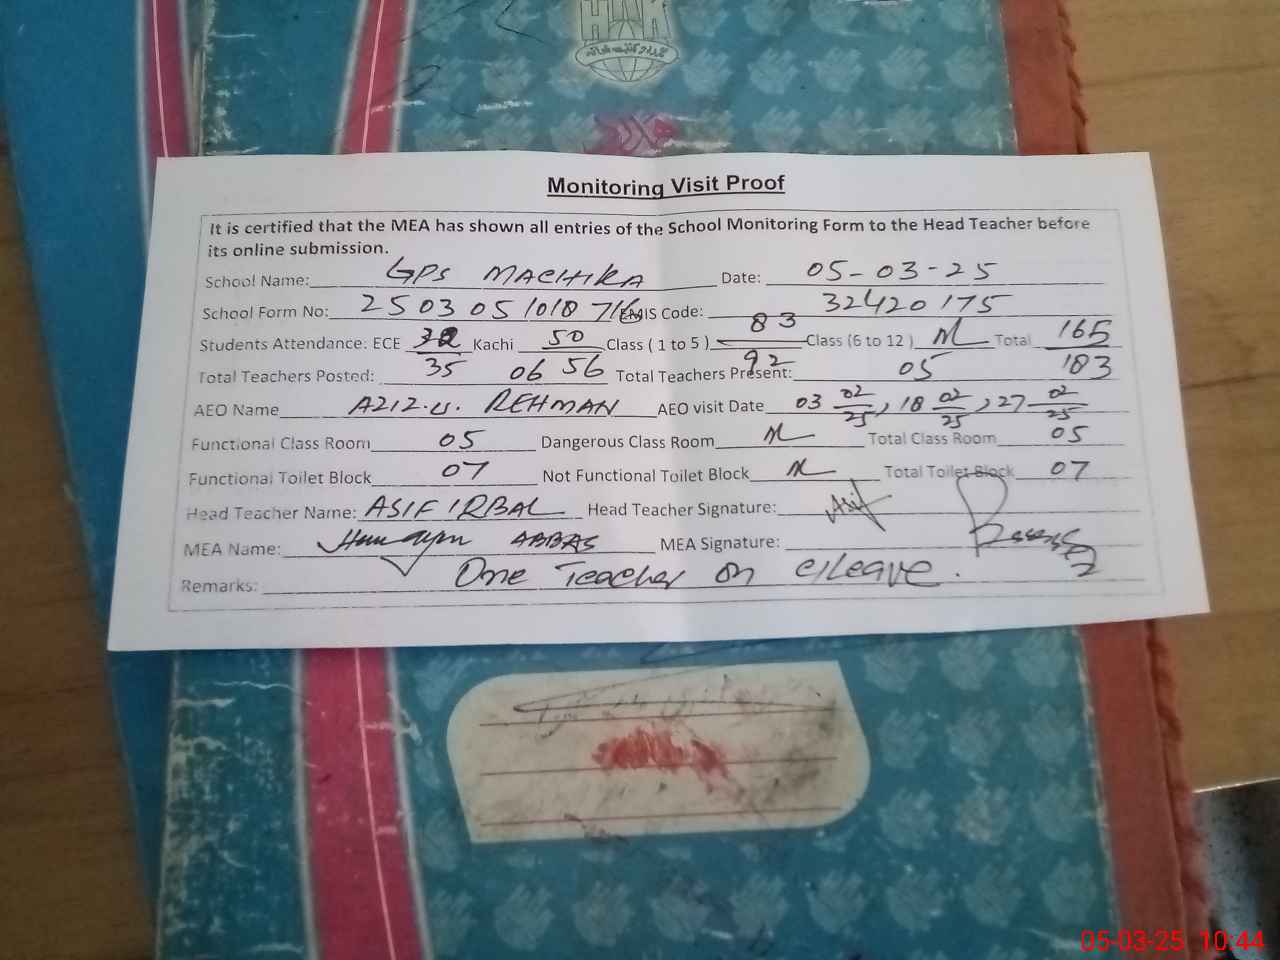 HAK
Monitoring Visit Proof
It is certified that the MEA has shown all entries of the School Monitoring Form to the Head Teacher before
its online submission.
School Name: GPS MACHIKA Date: 05-03-25
School Form No: 2503051018716 EMIS Code: 32420175
Students Attendance: ECE 32/35 Kachi 50/56 Class ( 1 to 5 ) 83/92 Class (6 to 12 ) Total 165/183
Total Teachers Posted: 06 Total Teachers Present: 05
AEO Name AZIZ.U. REHMAN AEO visit Date 03 02/25, 18 02/25, 27 02/25
Functional Class Room 05 Dangerous Class Room Total Class Room 05
Functional Toilet Block 07 Not Functional Toilet Block Total Toilet Block 07
Head Teacher Name: ASIF IQBAL Head Teacher Signature: Asif
MEA Name: Humayun ABBAS MEA Signature:
Remarks: One Teacher on c/Leave.
05-03-25 10:44